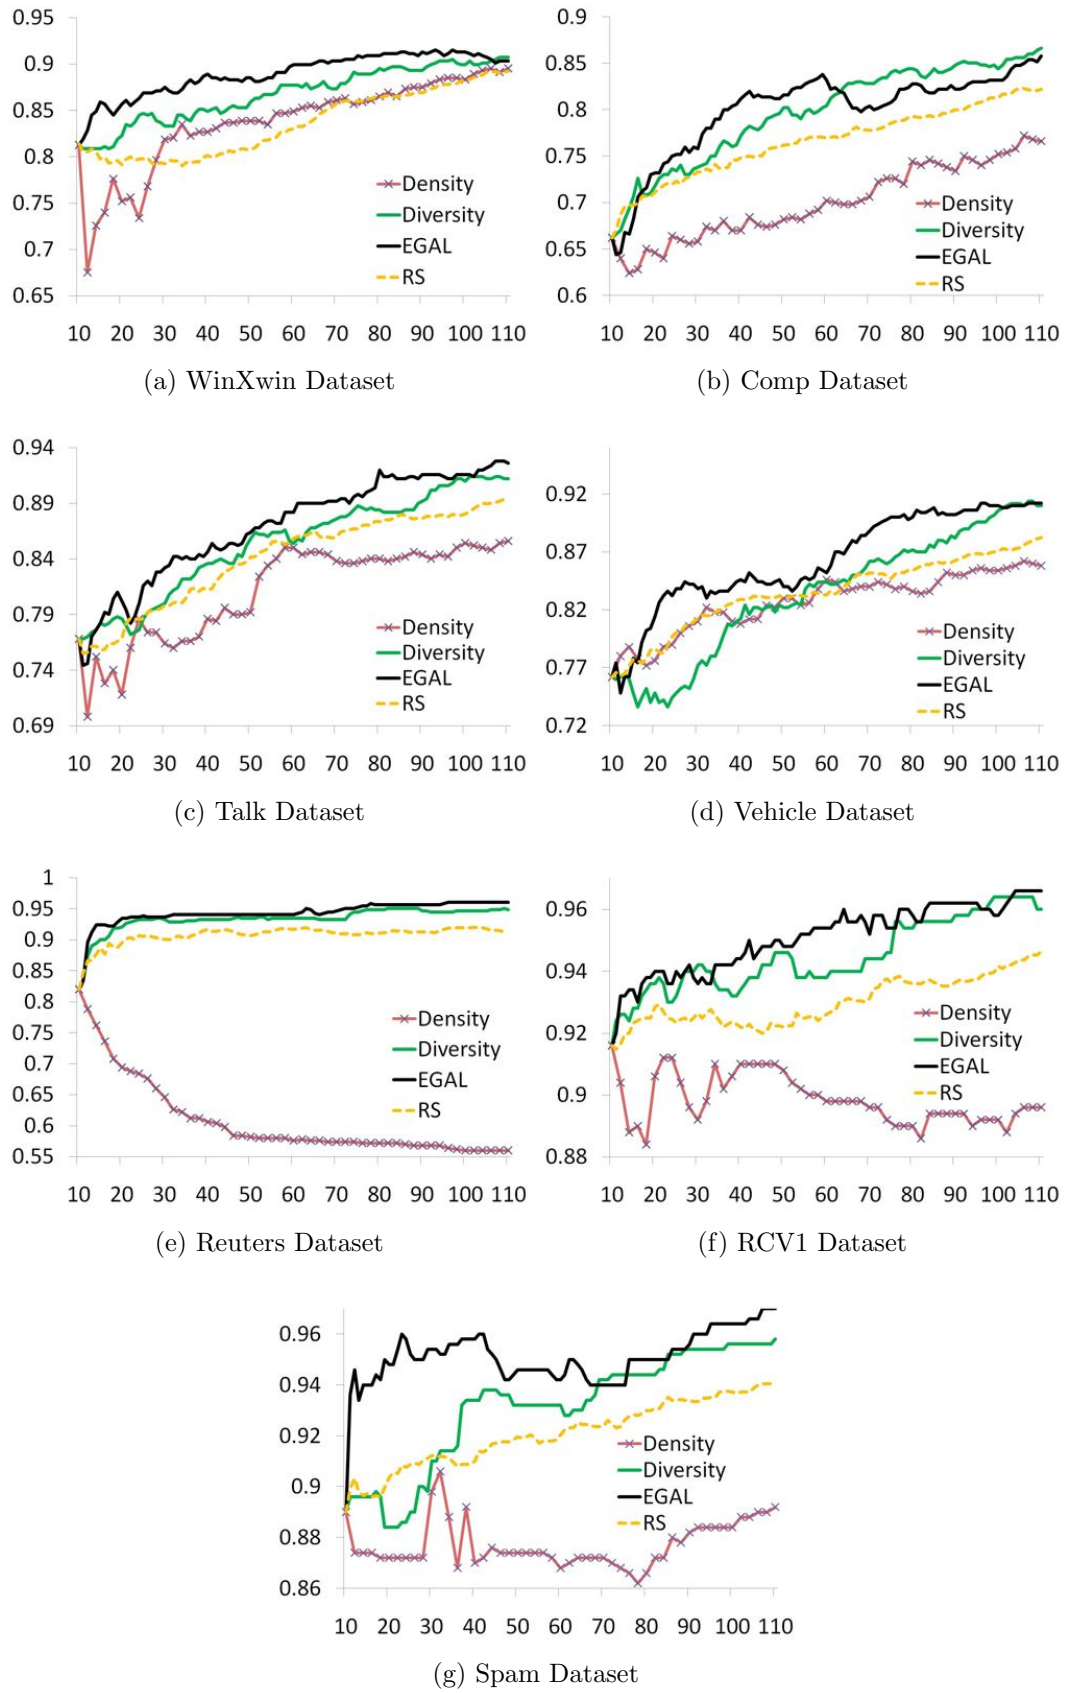 0.95
0.9
0.85
0.8
0.75
0.7
0.65
10 20 30 40 50 60 70 80 90 100 110
Density
Diversity
EGAL
RS
(a) WinXwin Dataset
0.9
0.85
0.8
0.75
0.7
0.65
0.6
10 20 30 40 50 60 70 80 90 100 110
Density
Diversity
EGAL
RS
(b) Comp Dataset
0.94
0.89
0.84
0.79
0.74
0.69
10 20 30 40 50 60 70 80 90 100 110
Density
Diversity
EGAL
RS
(c) Talk Dataset
0.92
0.87
0.82
0.77
0.72
10 20 30 40 50 60 70 80 90 100 110
Density
Diversity
EGAL
RS
(d) Vehicle Dataset
1
0.95
0.9
0.85
0.8
0.75
0.7
0.65
0.6
0.55
10 20 30 40 50 60 70 80 90 100 110
Density
Diversity
EGAL
RS
(e) Reuters Dataset
0.96
0.94
0.92
0.9
0.88
10 20 30 40 50 60 70 80 90 100 110
Density
Diversity
EGAL
RS
(f) RCV1 Dataset
0.96
0.94
0.92
0.9
0.88
0.86
10 20 30 40 50 60 70 80 90 100 110
Density
Diversity
EGAL
RS
(g) Spam Dataset